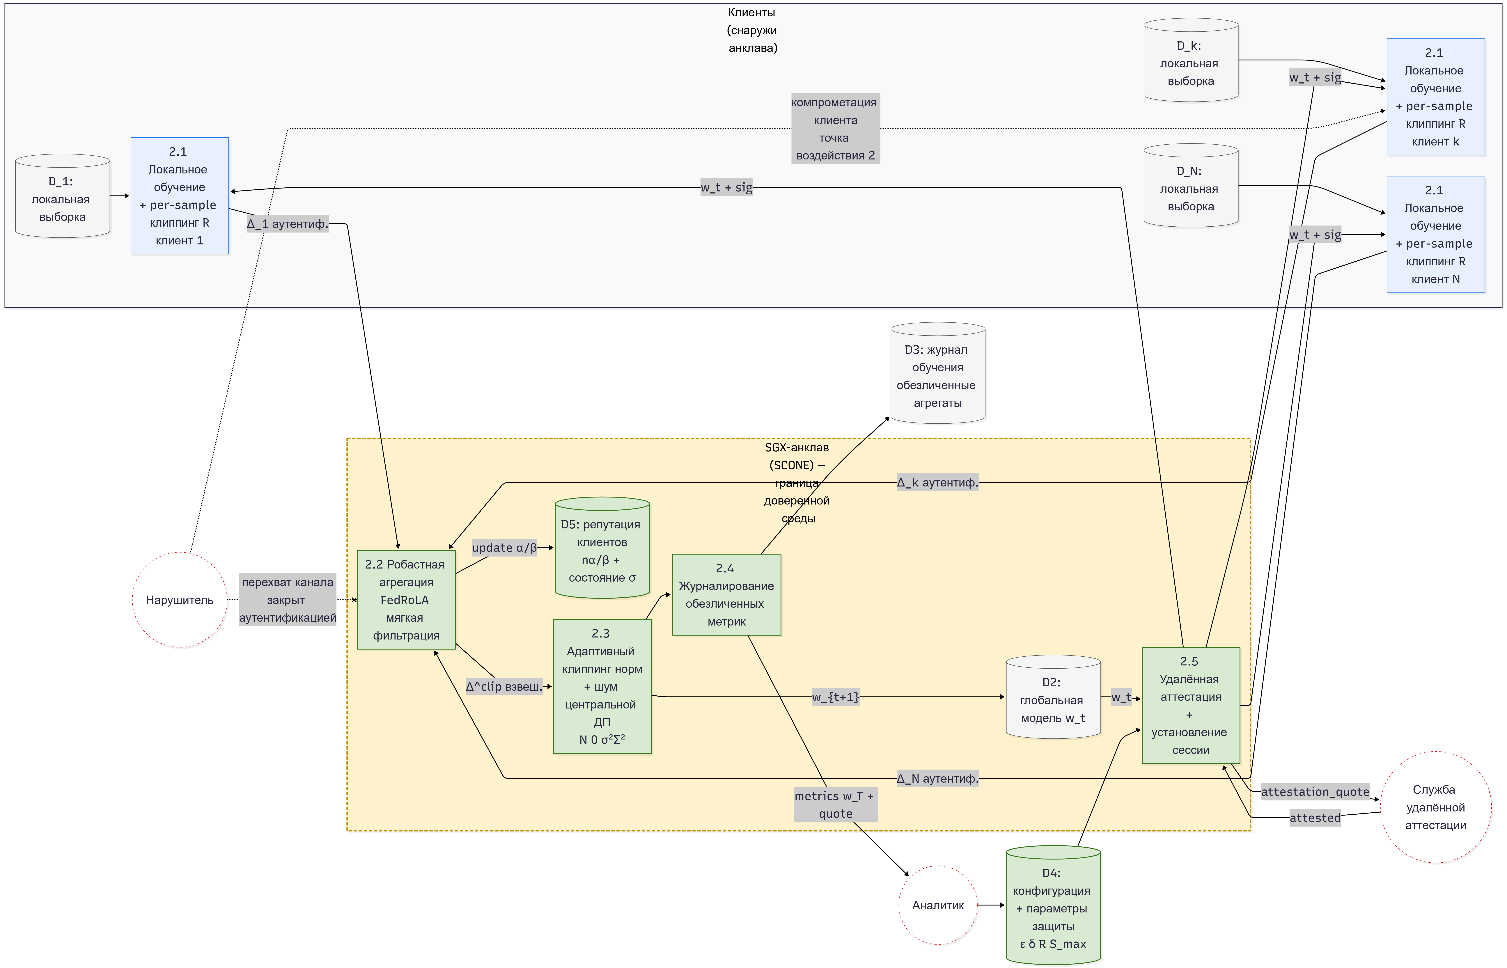 Клиенты
(снаружи
анклава)
D_k:
локальная
выборка
2.1
Локальное
обучение
+ per-sample
клиппинг R
клиент k
w_t + sig
компрометация
клиента
точка
воздействия 2
D_1:
локальная
выборка
2.1
Локальное
обучение
+ per-sample
клиппинг R
клиент 1
w_t + sig
Δ_1 аутентиф.
D_N:
локальная
выборка
2.1
Локальное
обучение
+ per-sample
клиппинг R
клиент N
w_t + sig
D3: журнал
обучения
обезличенные
агрегаты
SGX-анклав
(SCONE) —
граница
доверенной
среды
Δ_k аутентиф.
D5: репутация
клиентов
nα/β +
состояние σ
update α/β
2.2 Робастная
агрегация
FedRoLA
мягкая
фильтрация
Нарушитель
перехват канала
закрыт
аутентификацией
2.4
Журналирование
обезличенных
метрик
2.3
Адаптивный
клиппинг норм
+ шум
центральной
ДП
N 0 σ²Σ²
Δ^clip взвеш.
w_{t+1}
D2:
глобальная
модель w_t
w_t
2.5
Удалённая
аттестация
+
установление
сессии
Δ_N аутентиф.
metrics w_T +
quote
attestation_quote
attested
Служба
удалённой
аттестации
Аналитик
D4:
конфигурация
+ параметры
защиты
ε δ R S_max